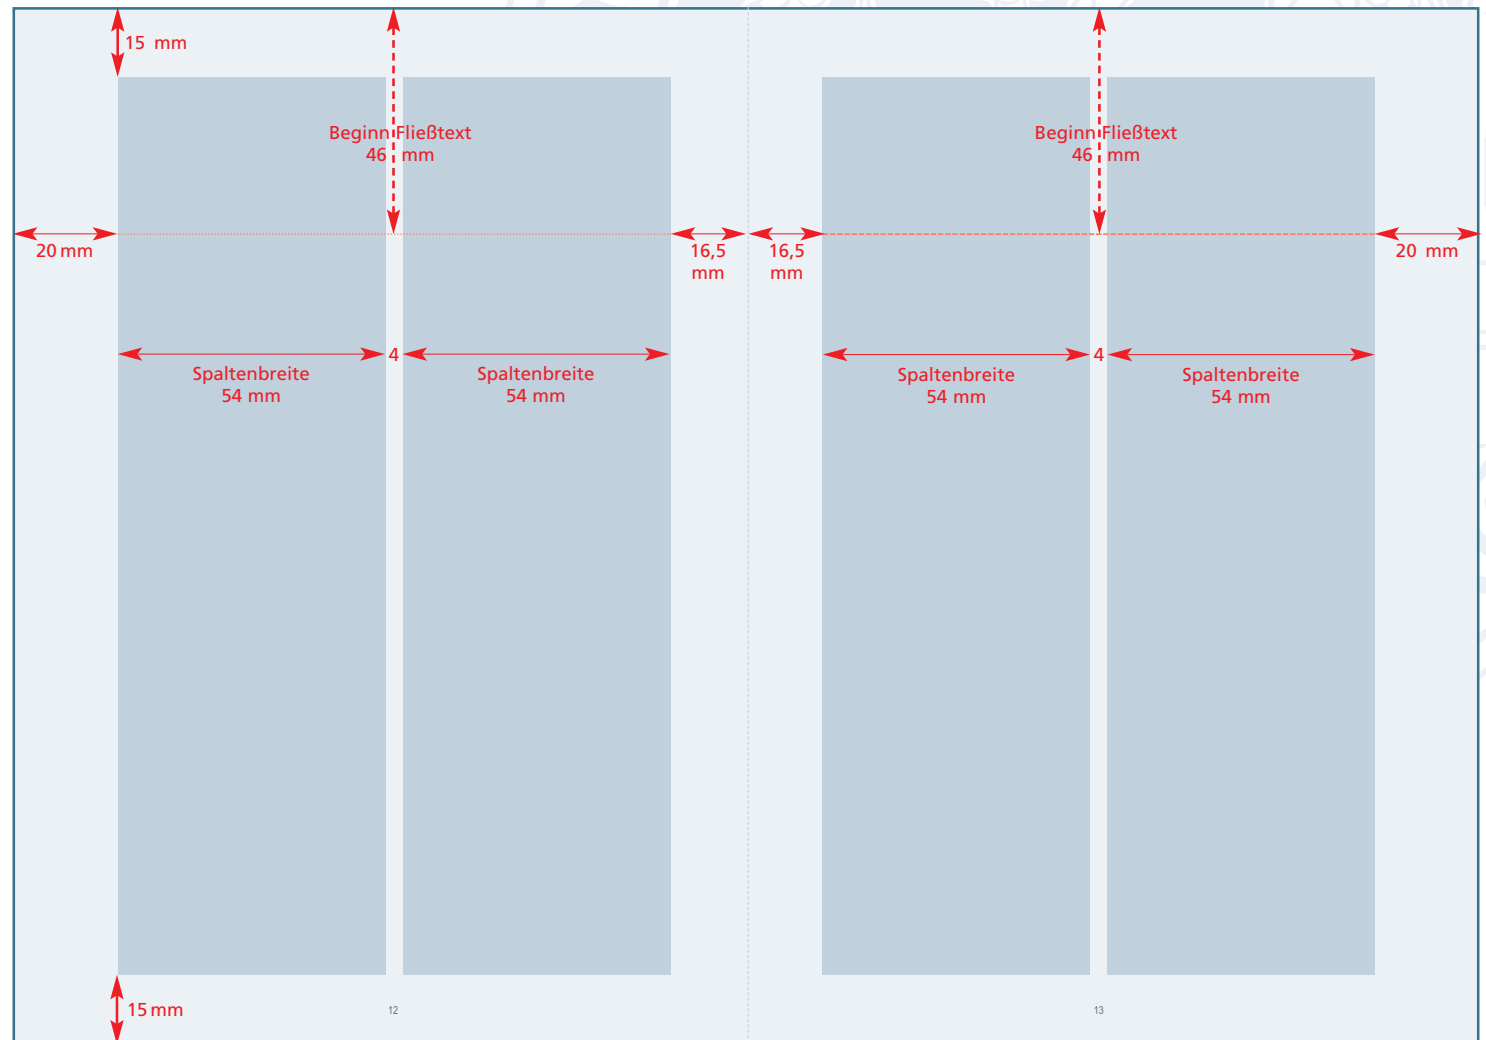 15 mm
Beginn Fließtext
46 mm
Beginn Fließtext
46 mm
20 mm
16,5
mm
16,5
mm
20 mm
4
Spaltenbreite
54 mm
Spaltenbreite
54 mm
4
Spaltenbreite
54 mm
Spaltenbreite
54 mm
15 mm
12
13